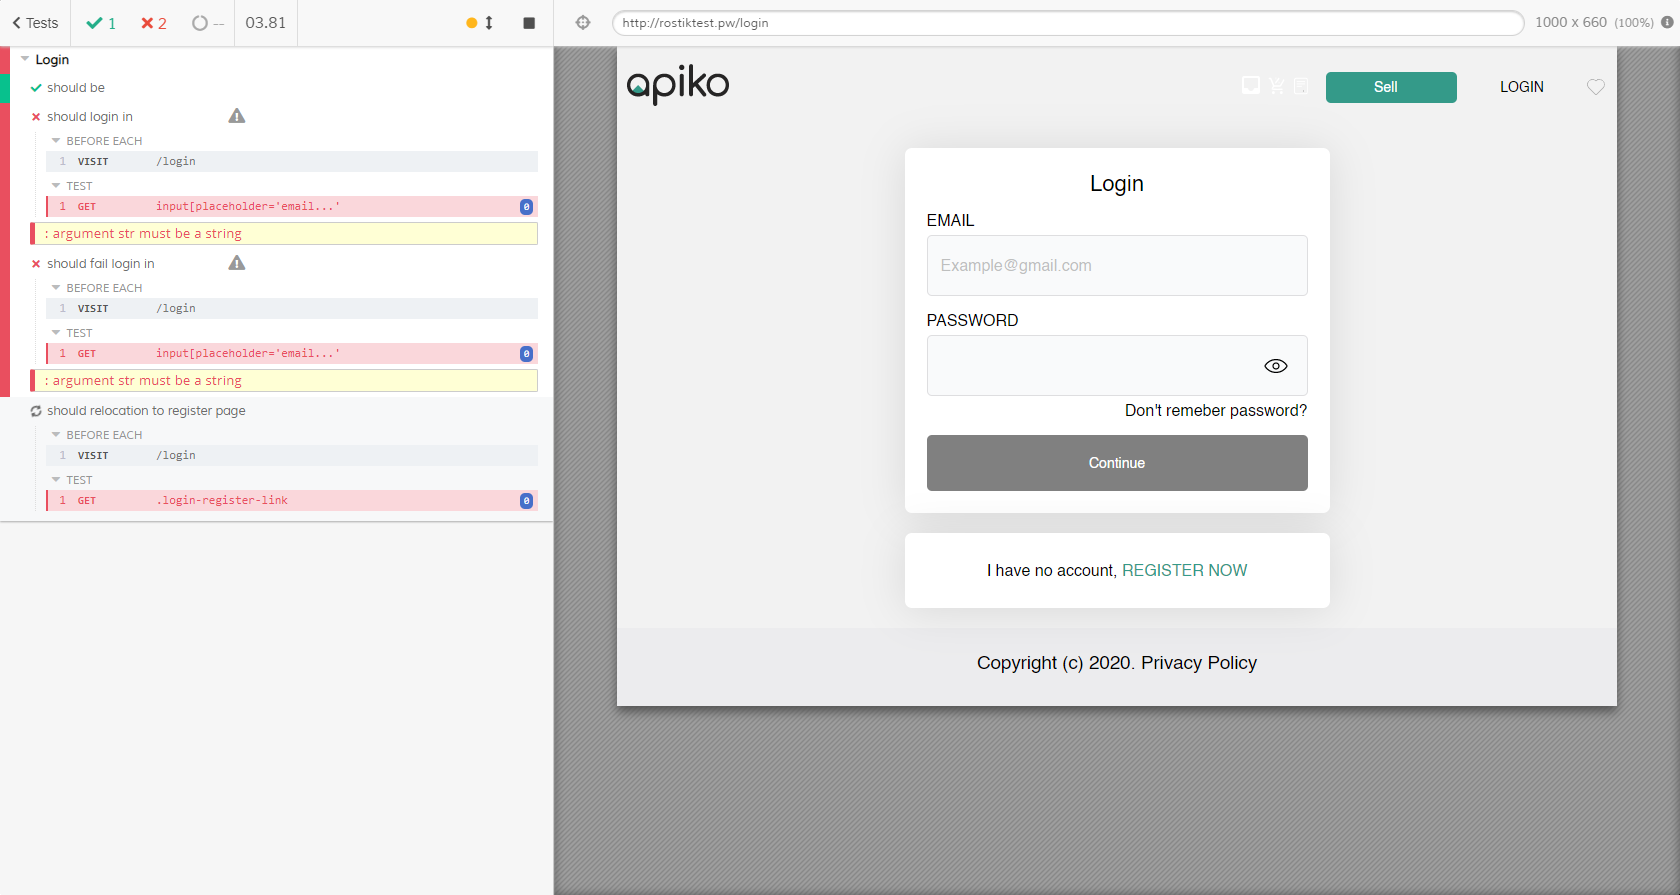 Tests
1
2
--
03.81
http://rostiktest.pw/login
1000 x 660 (100%)
Login
should be
should login in
BEFORE EACH
1 VISIT /login
TEST
1 GET input[placeholder='email...' 0
: argument str must be a string
should fail login in
BEFORE EACH
1 VISIT /login
TEST
1 GET input[placeholder='email...' 0
: argument str must be a string
should relocation to register page
BEFORE EACH
1 VISIT /login
TEST
1 GET .login-register-link 0
apiko
Sell
LOGIN
Login
EMAIL
Example@gmail.com
PASSWORD
Don't remeber password?
Continue
I have no account, REGISTER NOW
Copyright (c) 2020. Privacy Policy